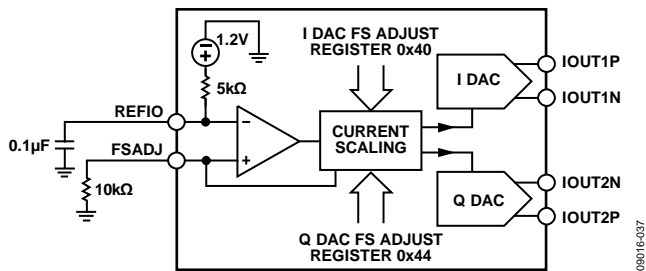 1.2V
I DAC FS ADJUST
REGISTER 0x40
5kΩ
I DAC
IOUT1P
IOUT1N
REFIO
0.1µF
–
CURRENT
SCALING
FSADJ
+
10kΩ
Q DAC
IOUT2N
IOUT2P
Q DAC FS ADJUST
REGISTER 0x44
09016-037